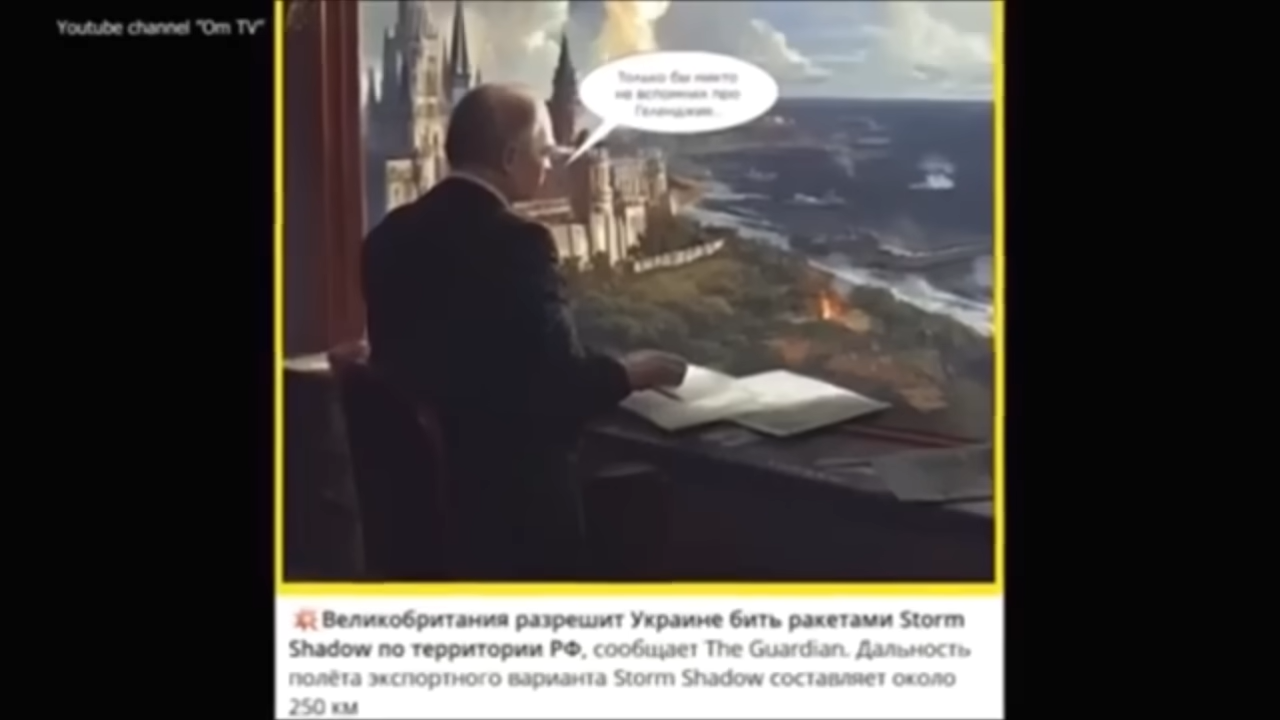 Youtube channel "Om TV"
Только бы никто
не вспомнил про
Геленджик...
Великобритания разрешит Украине бить ракетами Storm
Shadow по территории РФ, сообщает The Guardian. Дальность
полёта экспортного варианта Storm Shadow составляет около
250 км